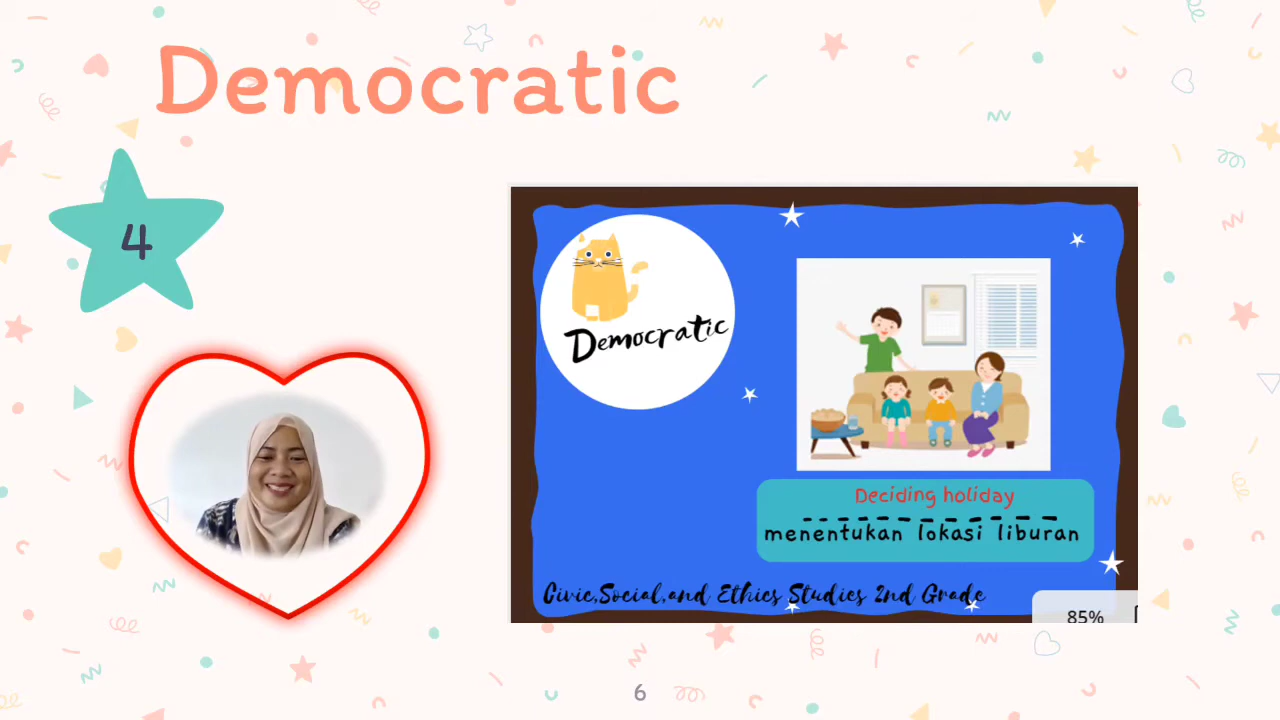 Democratic
4
Democratic
Deciding holiday
menentukan lokasi liburan
Civic,Social,and Ethics Studies 2nd Grade
85%
6